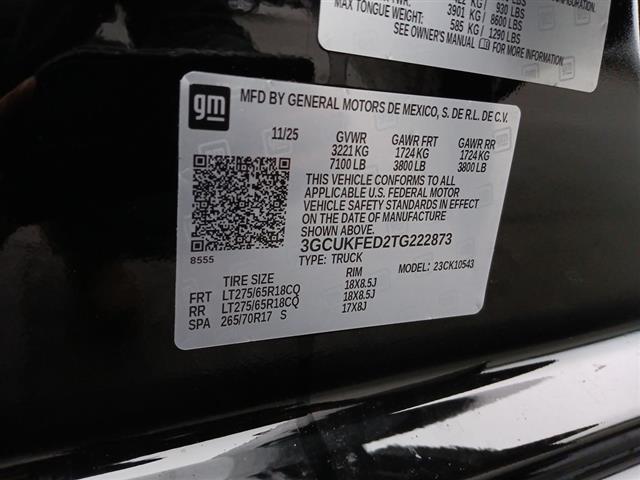 KG / 930 LBS
3901 KG / 8600 LBS
MAX TONGUE WEIGHT: 585 KG / 1290 LBS
SEE OWNER'S MANUAL FOR MORE INFORMATION.
gm
MFD BY GENERAL MOTORS DE MEXICO, S. DE R.L. DE C.V.
11/25 GVWR GAWR FRT GAWR RR
3221 KG 1724 KG 1724 KG
7100 LB 3800 LB 3800 LB
THIS VEHICLE CONFORMS TO ALL
APPLICABLE U.S. FEDERAL MOTOR
VEHICLE SAFETY STANDARDS IN EFFECT
ON THE DATE OF MANUFACTURE
SHOWN ABOVE.
8555
3GCUKFED2TG222873
TYPE: TRUCK MODEL: 23CK10543
TIRE SIZE RIM
FRT LT275/65R18CQ 18X8.5J
RR LT275/65R18CQ 18X8.5J
SPA 265/70R17 S 17X8J